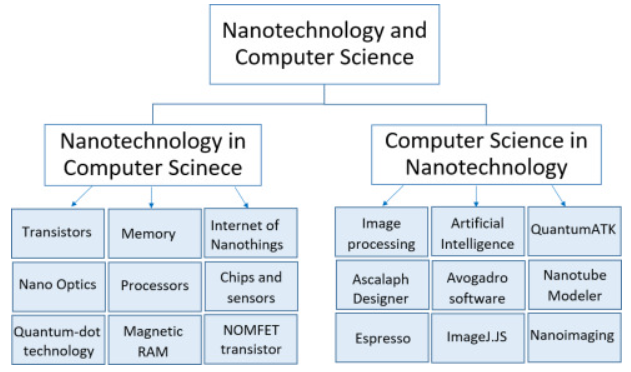 Nanotechnology and
Computer Science
Nanotechnology in
Computer Scinece
Computer Science in
Nanotechnology
Transistors
Memory
Internet of
Nanothings
Nano Optics
Processors
Chips and
sensors
Quantum-dot
technology
Magnetic
RAM
NOMFET
transistor
Image
processing
Artificial
Intelligence
QuantumATK
Ascalaph
Designer
Avogadro
software
Nanotube
Modeler
Espresso
ImageJ.JS
Nanoimaging